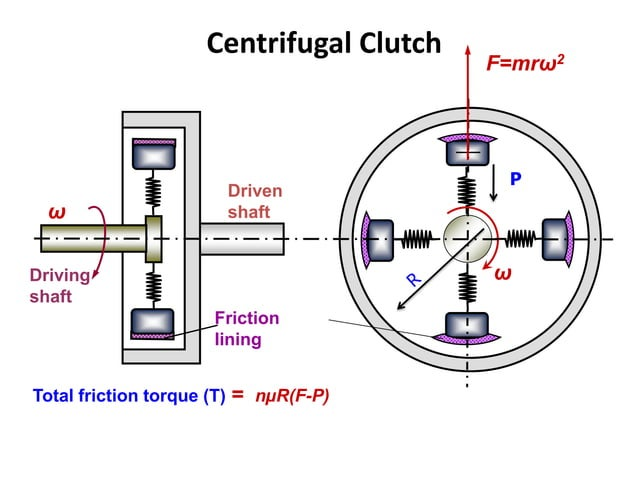 Centrifugal Clutch
F=mrω²
P
Driven
shaft
ω
Driving
shaft
R
ω
Friction
lining
Total friction torque (T) = nμR(F-P)